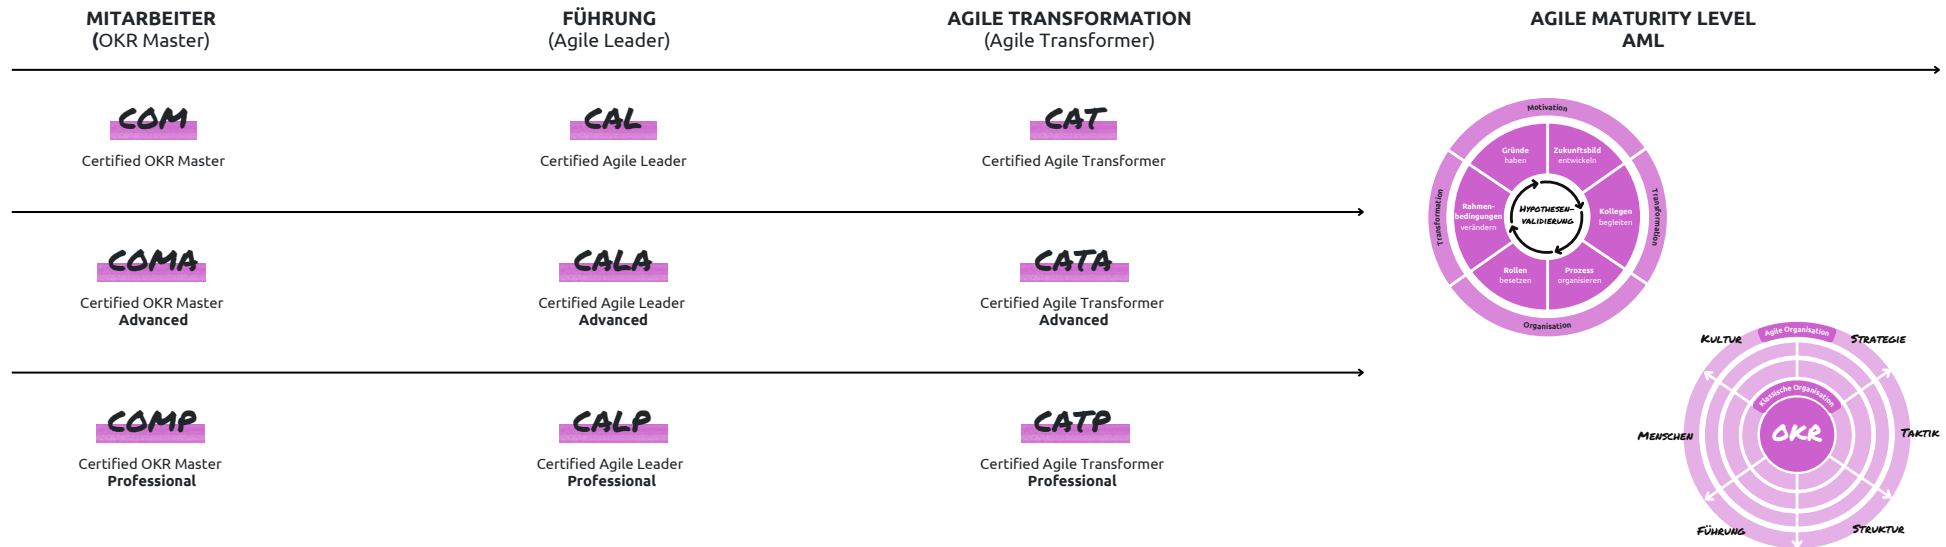 MITARBEITER
(OKR Master)
FÜHRUNG
(Agile Leader)
AGILE TRANSFORMATION
(Agile Transformer)
AGILE MATURITY LEVEL
AML
COM
Certified OKR Master
CAL
Certified Agile Leader
CAT
Certified Agile Transformer
COMA
Certified OKR Master
Advanced
CALA
Certified Agile Leader
Advanced
CATA
Certified Agile Transformer
Advanced
COMP
Certified OKR Master
Professional
CALP
Certified Agile Leader
Professional
CATP
Certified Agile Transformer
Professional
Motivation
Gründe
haben
Zukunftsbild
entwickeln
Transformation
Rahmen-
bedingungen
verändern
Hypothesen-
validierung
Kollegen
begleiten
Transformation
Rollen
besetzen
Prozess
organisieren
Organisation
Kultur
Agile Organisation
Strategie
Klassische Organisation
Menschen
OKR
Taktik
Führung
Struktur